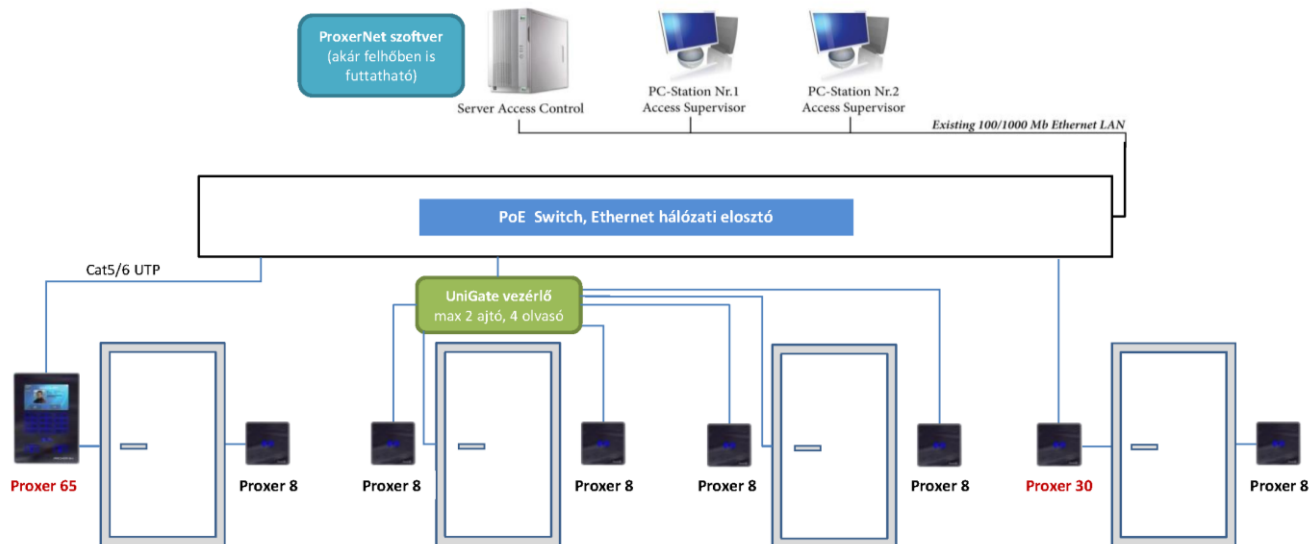 ProxerNet szoftver
(akár felhőben is
futtatható)
Server Access Control
PC-Station Nr.1
Access Supervisor
PC-Station Nr.2
Access Supervisor
Existing 100/1000 Mb Ethernet LAN
PoE Switch, Ethernet hálózati elosztó
Cat5/6 UTP
UniGate vezérlő
max 2 ajtó, 4 olvasó
Proxer 65
Proxer 8
Proxer 8
Proxer 8
Proxer 8
Proxer 8
Proxer 30
Proxer 8